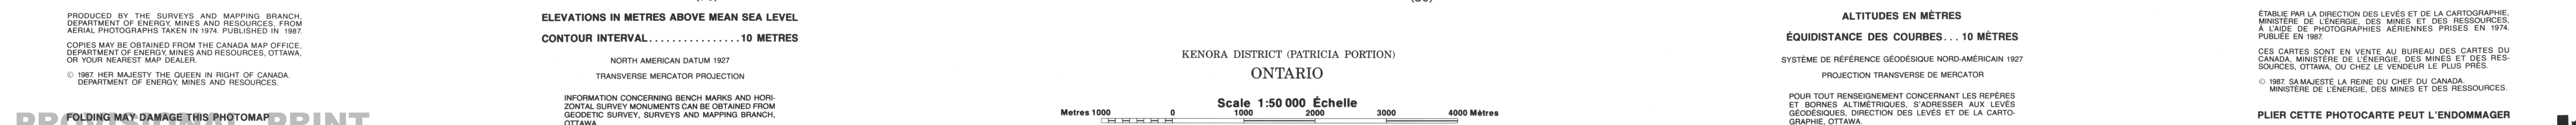 PRODUCED BY THE SURVEYS AND MAPPING BRANCH,
DEPARTMENT OF ENERGY, MINES AND RESOURCES, FROM
AERIAL PHOTOGRAPHS TAKEN IN 1974. PUBLISHED IN 1987.
COPIES MAY BE OBTAINED FROM THE CANADA MAP OFFICE,
DEPARTMENT OF ENERGY, MINES AND RESOURCES, OTTAWA,
OR YOUR NEAREST MAP DEALER.
© 1987. HER MAJESTY THE QUEEN IN RIGHT OF CANADA.
DEPARTMENT OF ENERGY, MINES AND RESOURCES.
PROVISIONAL PRINT
FOLDING MAY DAMAGE THIS PHOTOMAP
ELEVATIONS IN METRES ABOVE MEAN SEA LEVEL
CONTOUR INTERVAL...............10 METRES
NORTH AMERICAN DATUM 1927
TRANSVERSE MERCATOR PROJECTION
INFORMATION CONCERNING BENCH MARKS AND HORI-
ZONTAL SURVEY MONUMENTS CAN BE OBTAINED FROM
GEODETIC SURVEY, SURVEYS AND MAPPING BRANCH,
OTTAWA
KENORA DISTRICT (PATRICIA PORTION)
ONTARIO
Scale 1:50 000 Échelle
Metres 1000 0 1000 2000 3000 4000 Mètres
ALTITUDES EN MÈTRES
ÉQUIDISTANCE DES COURBES... 10 MÈTRES
SYSTÈME DE RÉFÉRENCE GÉODÉSIQUE NORD-AMÉRICAIN 1927
PROJECTION TRANSVERSE DE MERCATOR
POUR TOUT RENSEIGNEMENT CONCERNANT LES REPÈRES
ET BORNES ALTIMÉTRIQUES, S'ADRESSER AUX LEVÉS
GÉODÉSIQUES, DIRECTION DES LEVÉS ET DE LA CARTO-
GRAPHIE, OTTAWA.
ÉTABLIE PAR LA DIRECTION DES LEVÉS ET DE LA CARTOGRAPHIE,
MINISTÈRE DE L'ÉNERGIE, DES MINES ET DES RESSOURCES,
À L'AIDE DE PHOTOGRAPHIES AÉRIENNES PRISES EN 1974.
PUBLIÉE EN 1987.
CES CARTES SONT EN VENTE AU BUREAU DES CARTES DU
CANADA, MINISTÈRE DE L'ÉNERGIE, DES MINES ET DES RES-
SOURCES, OTTAWA, OU CHEZ LE VENDEUR LE PLUS PRÈS.
© 1987. SA MAJESTÉ LA REINE DU CHEF DU CANADA.
MINISTÈRE DE L'ÉNERGIE, DES MINES ET DES RESSOURCES.
PLIER CETTE PHOTOCARTE PEUT L'ENDOMMAGER